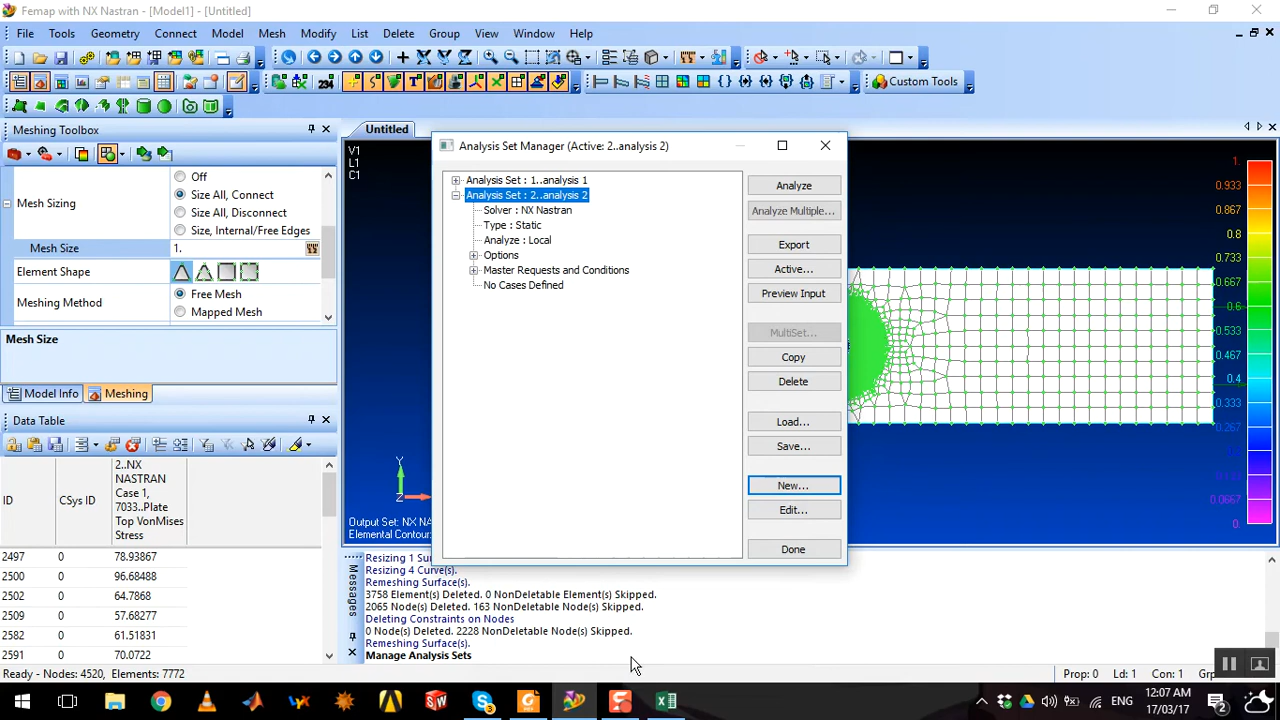 Femap with NX Nastran - [Model1] - [Untitled]
File Tools Geometry Connect Model Mesh Modify List Delete Group View Window Help
234
Custom Tools
Meshing Toolbox
Off
Mesh Sizing
Size All, Connect
Size All, Disconnect
Size, Internal/Free Edges
Mesh Size
1.
Element Shape
Meshing Method
Free Mesh
Mapped Mesh
Mesh Size
Model Info
Meshing
Data Table
ID
CSys ID
2..NX
NASTRAN
Case 1,
7033..Plate
Top VonMises
Stress
2497 0 78.93867
2500 0 96.68488
2502 0 64.7868
2509 0 57.68277
2582 0 61.51831
2591 0 70.0722
Untitled
V1
L1
C1
Y
Z
Output Set: NX NA
Elemental Contour:
Analysis Set Manager (Active: 2..analysis 2)
Analysis Set : 1..analysis 1
Analysis Set : 2..analysis 2
Solver : NX Nastran
Type : Static
Analyze : Local
Options
Master Requests and Conditions
No Cases Defined
Analyze
Analyze Multiple...
Export
Active...
Preview Input
MultiSet...
Copy
Delete
Load...
Save...
New...
Edit...
Done
1.
0.933
0.867
0.8
0.733
0.667
0.6
0.533
0.467
0.4
0.333
0.267
0.0667
0.
Messages
Resizing 4 Curve(s).
Remeshing Surface(s).
3758 Element(s) Deleted. 0 NonDeletable Element(s) Skipped.
2065 Node(s) Deleted. 163 NonDeletable Node(s) Skipped.
Deleting Constraints on Nodes
0 Node(s) Deleted. 2228 NonDeletable Node(s) Skipped.
Remeshing Surface(s).
Manage Analysis Sets
Ready - Nodes: 4520, Elements: 7772
Prop: 0 Ld: 1 Con: 1
ENG
12:07 AM
17/03/17
2